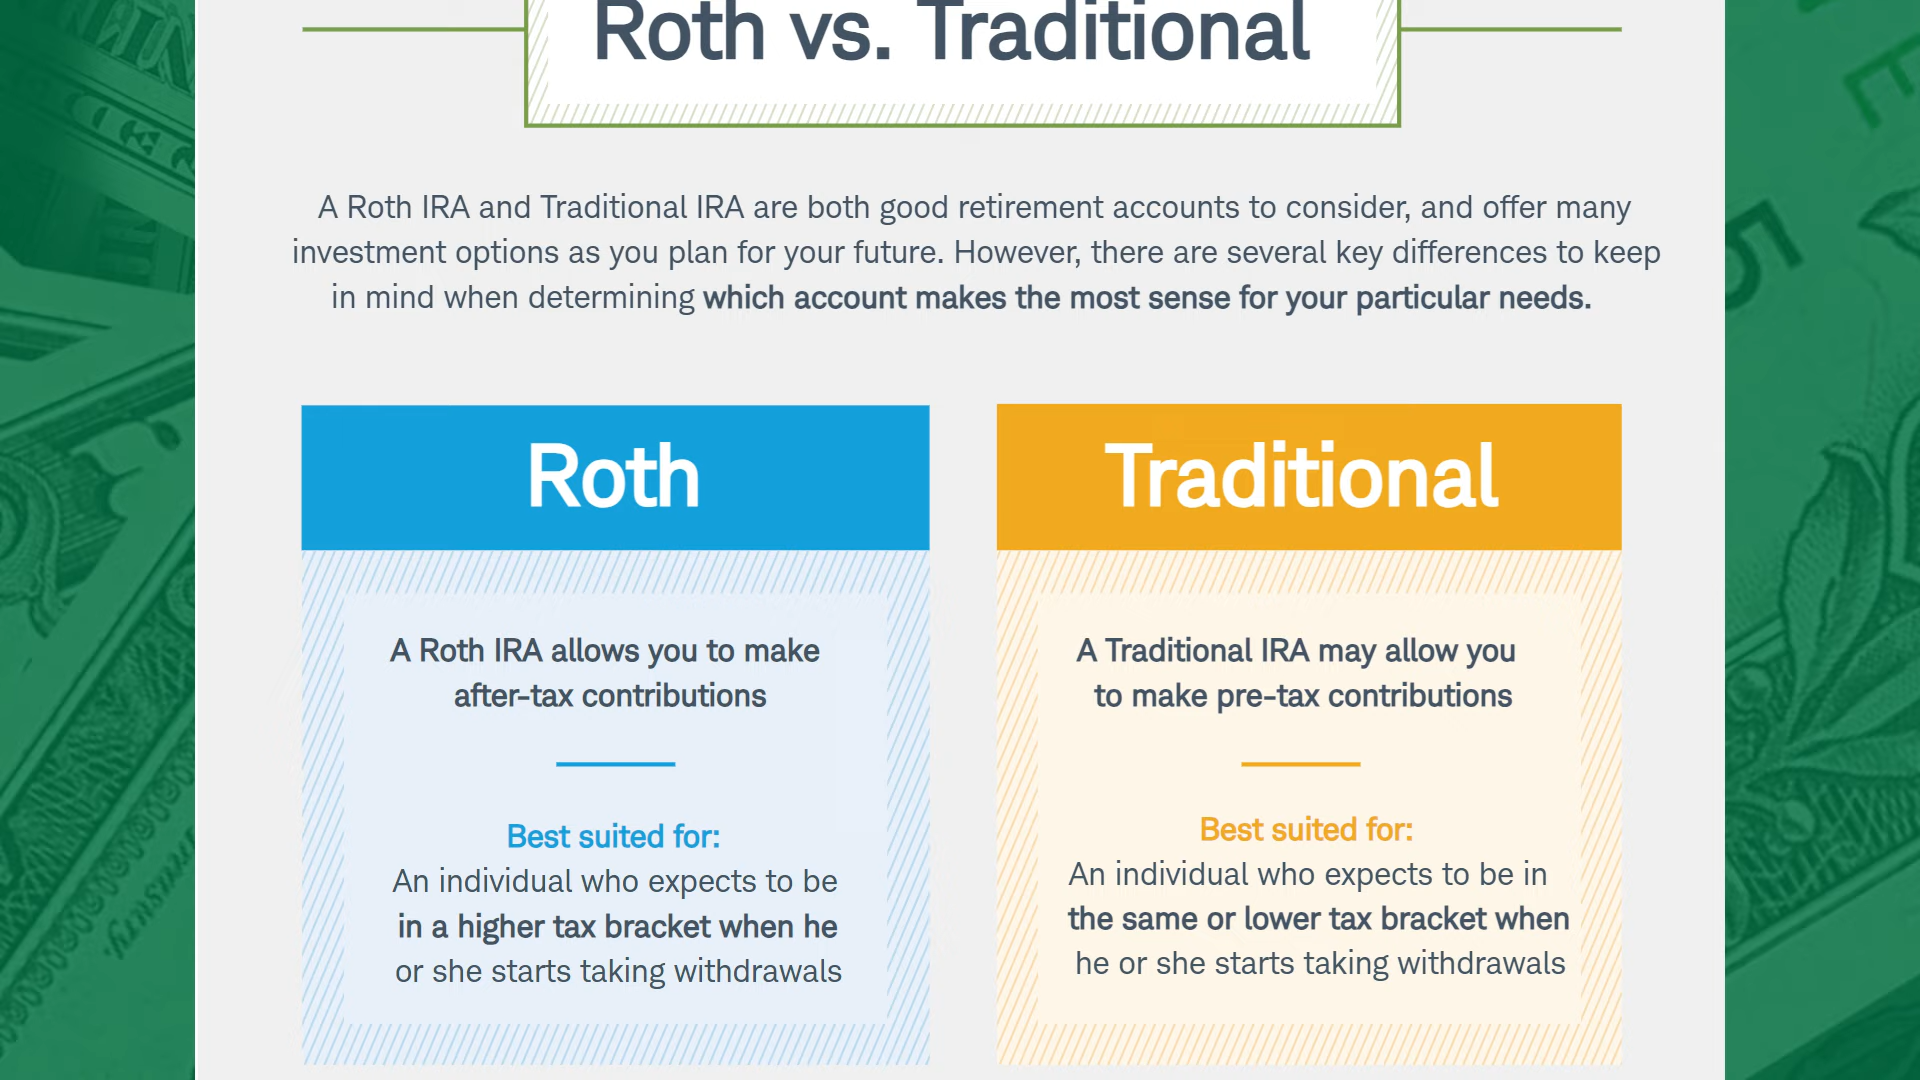 Roth vs. Traditional
A Roth IRA and Traditional IRA are both good retirement accounts to consider, and offer many
investment options as you plan for your future. However, there are several key differences to keep
in mind when determining which account makes the most sense for your particular needs.
Roth
A Roth IRA allows you to make
after-tax contributions
Best suited for:
An individual who expects to be
in a higher tax bracket when he
or she starts taking withdrawals
Traditional
A Traditional IRA may allow you
to make pre-tax contributions
Best suited for:
An individual who expects to be in
the same or lower tax bracket when
he or she starts taking withdrawals